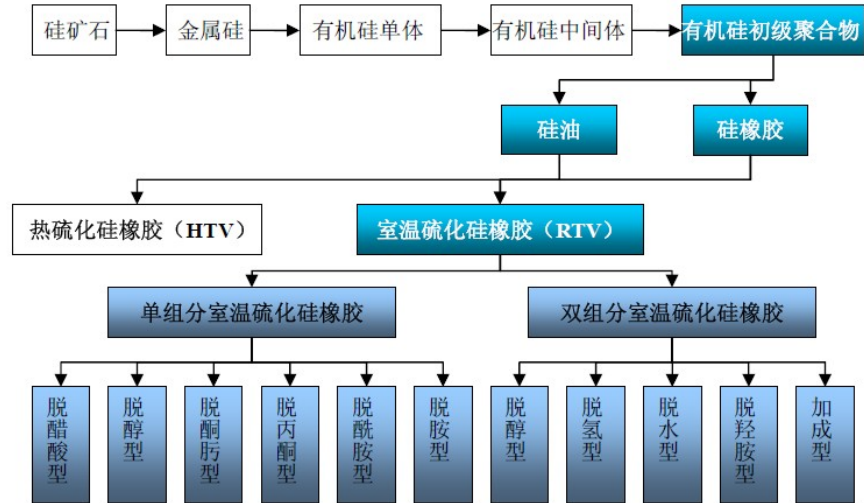 硅矿石
金属硅
有机硅单体
有机硅中间体
有机硅初级聚合物
硅油
硅橡胶
热硫化硅橡胶（HTV）
室温硫化硅橡胶（RTV）
单组分室温硫化硅橡胶
双组分室温硫化硅橡胶
脱醋酸型
脱醇型
脱酮肟型
脱丙酮型
脱酰胺型
脱胺型
脱醇型
脱氢型
脱水型
脱羟胺型
加成型